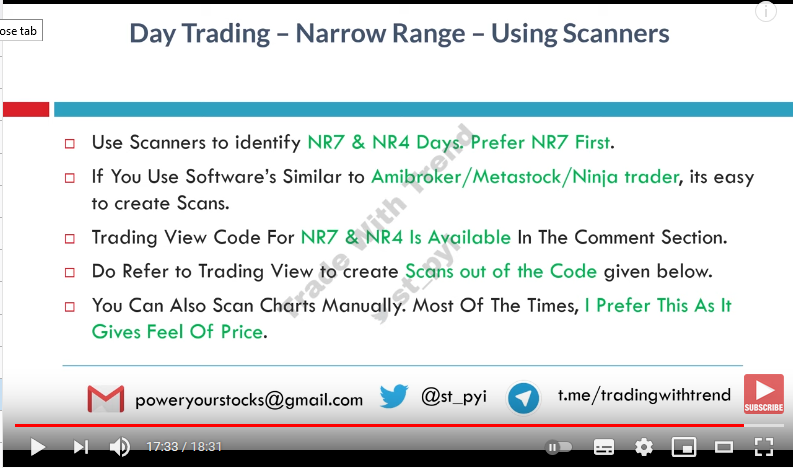 ose tab
Day Trading – Narrow Range – Using Scanners
Use Scanners to identify NR7 & NR4 Days. Prefer NR7 First.
If You Use Software's Similar to Amibroker/Metastock/Ninja trader, its easy
to create Scans.
Trading View Code For NR7 & NR4 Is Available In The Comment Section.
Do Refer to Trading View to create Scans out of the Code given below.
You Can Also Scan Charts Manually. Most Of The Times, I Prefer This As It
Gives Feel Of Price.
Trade With Trend
st_pyi
poweryourstocks@gmail.com
@st_pyi
t.me/tradingwithtrend
SUBSCRIBE
17:33 / 18:31